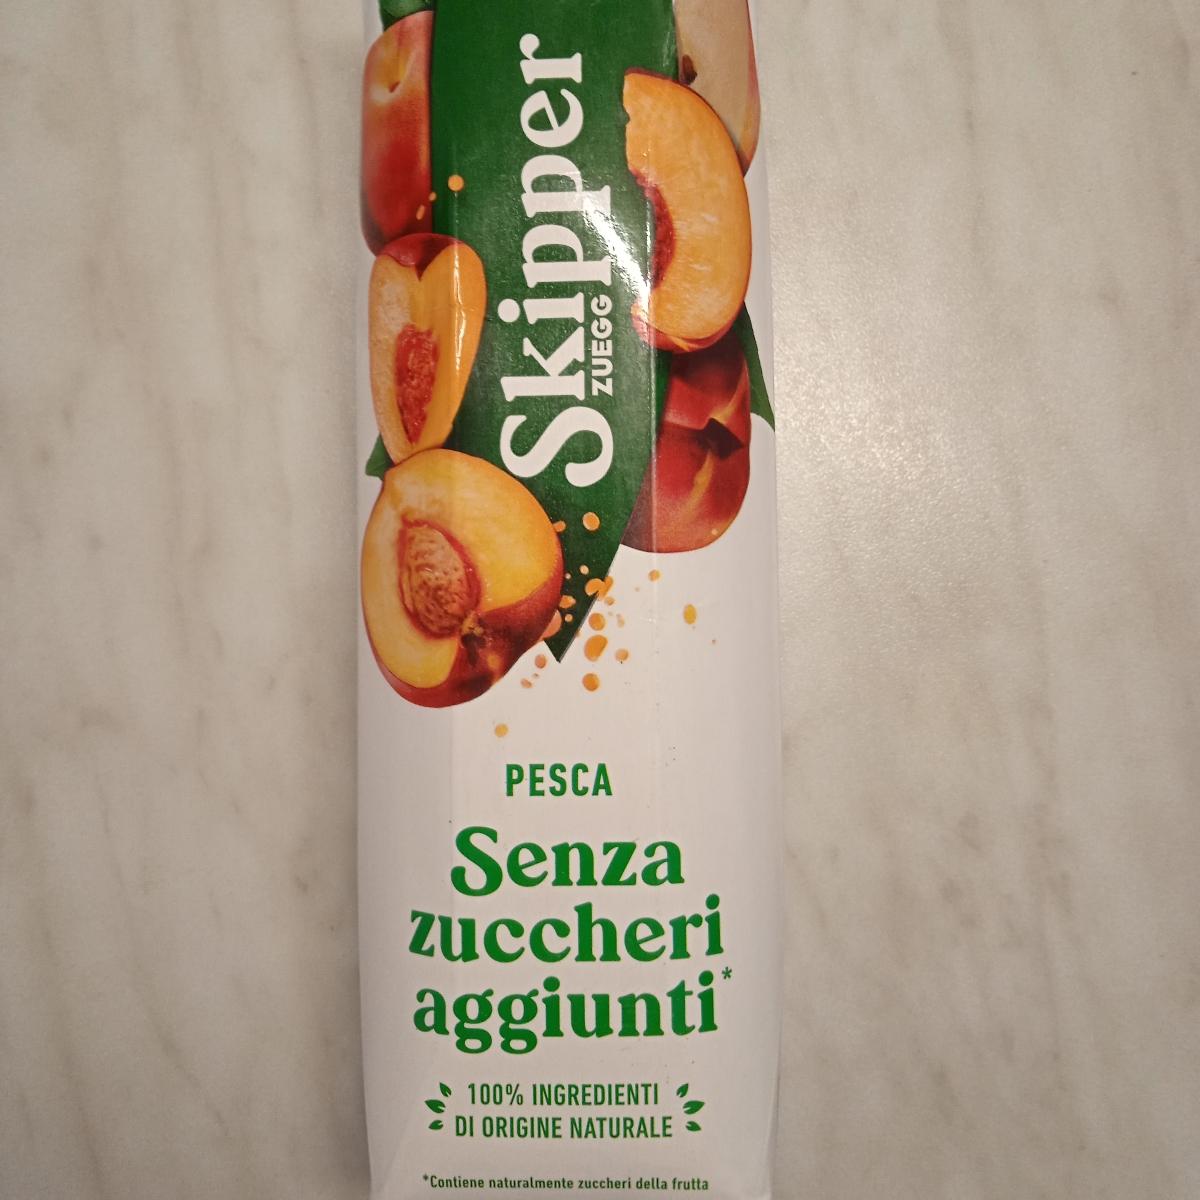 Skipper
ZUEGG
PESCA
Senza
zuccheri
aggiunti*
100% INGREDIENTI
DI ORIGINE NATURALE
*Contiene naturalmente zuccheri della frutta